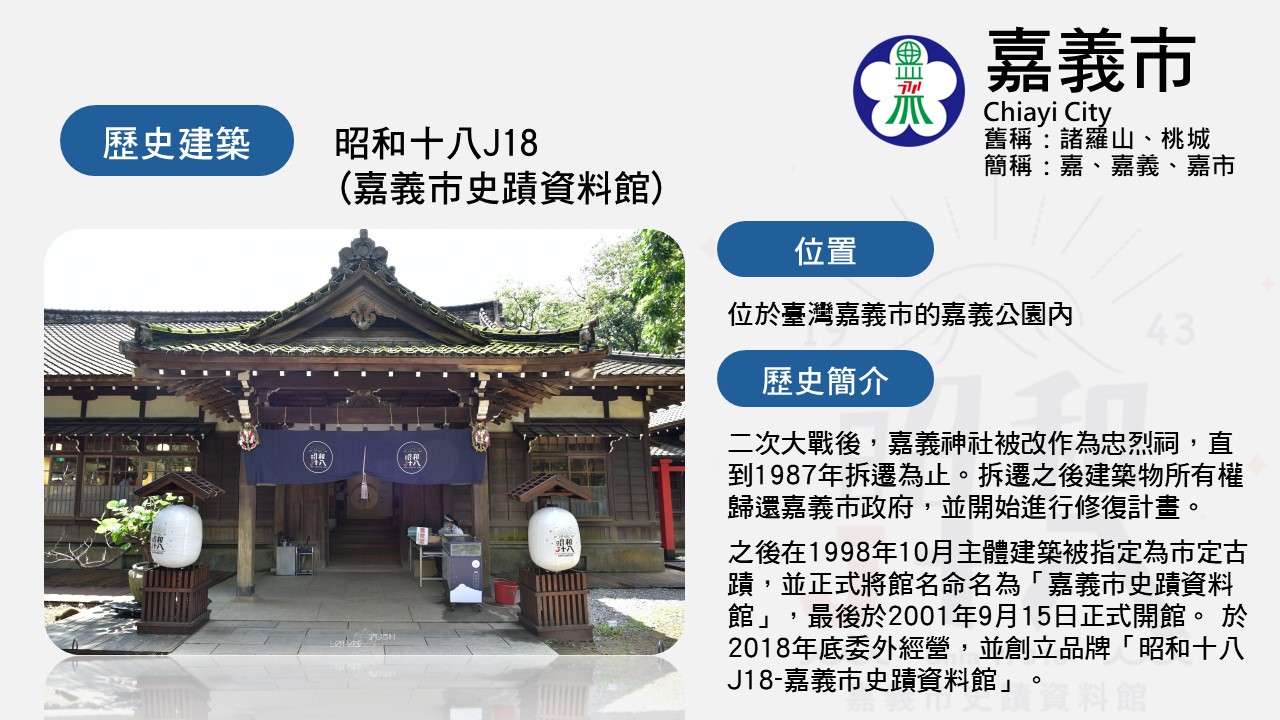 嘉義市
Chiayi City
舊稱：諸羅山、桃城
簡稱：嘉、嘉義、嘉市
歷史建築
昭和十八J18
(嘉義市史蹟資料館)
昭和
十八
昭和
十八
昭和
十八
位置
位於臺灣嘉義市的嘉義公園內
歷史簡介
二次大戰後，嘉義神社被改作為忠烈祠，直
到1987年拆遷為止。拆遷之後建築物所有權
歸還嘉義市政府，並開始進行修復計畫。
之後在1998年10月主體建築被指定為市定古
蹟，並正式將館名命名為「嘉義市史蹟資料
館」，最後於2001年9月15日正式開館。 於
2018年底委外經營，並創立品牌「昭和十八
J18-嘉義市史蹟資料館」。
19 43
昭和
嘉義市史蹟資料館